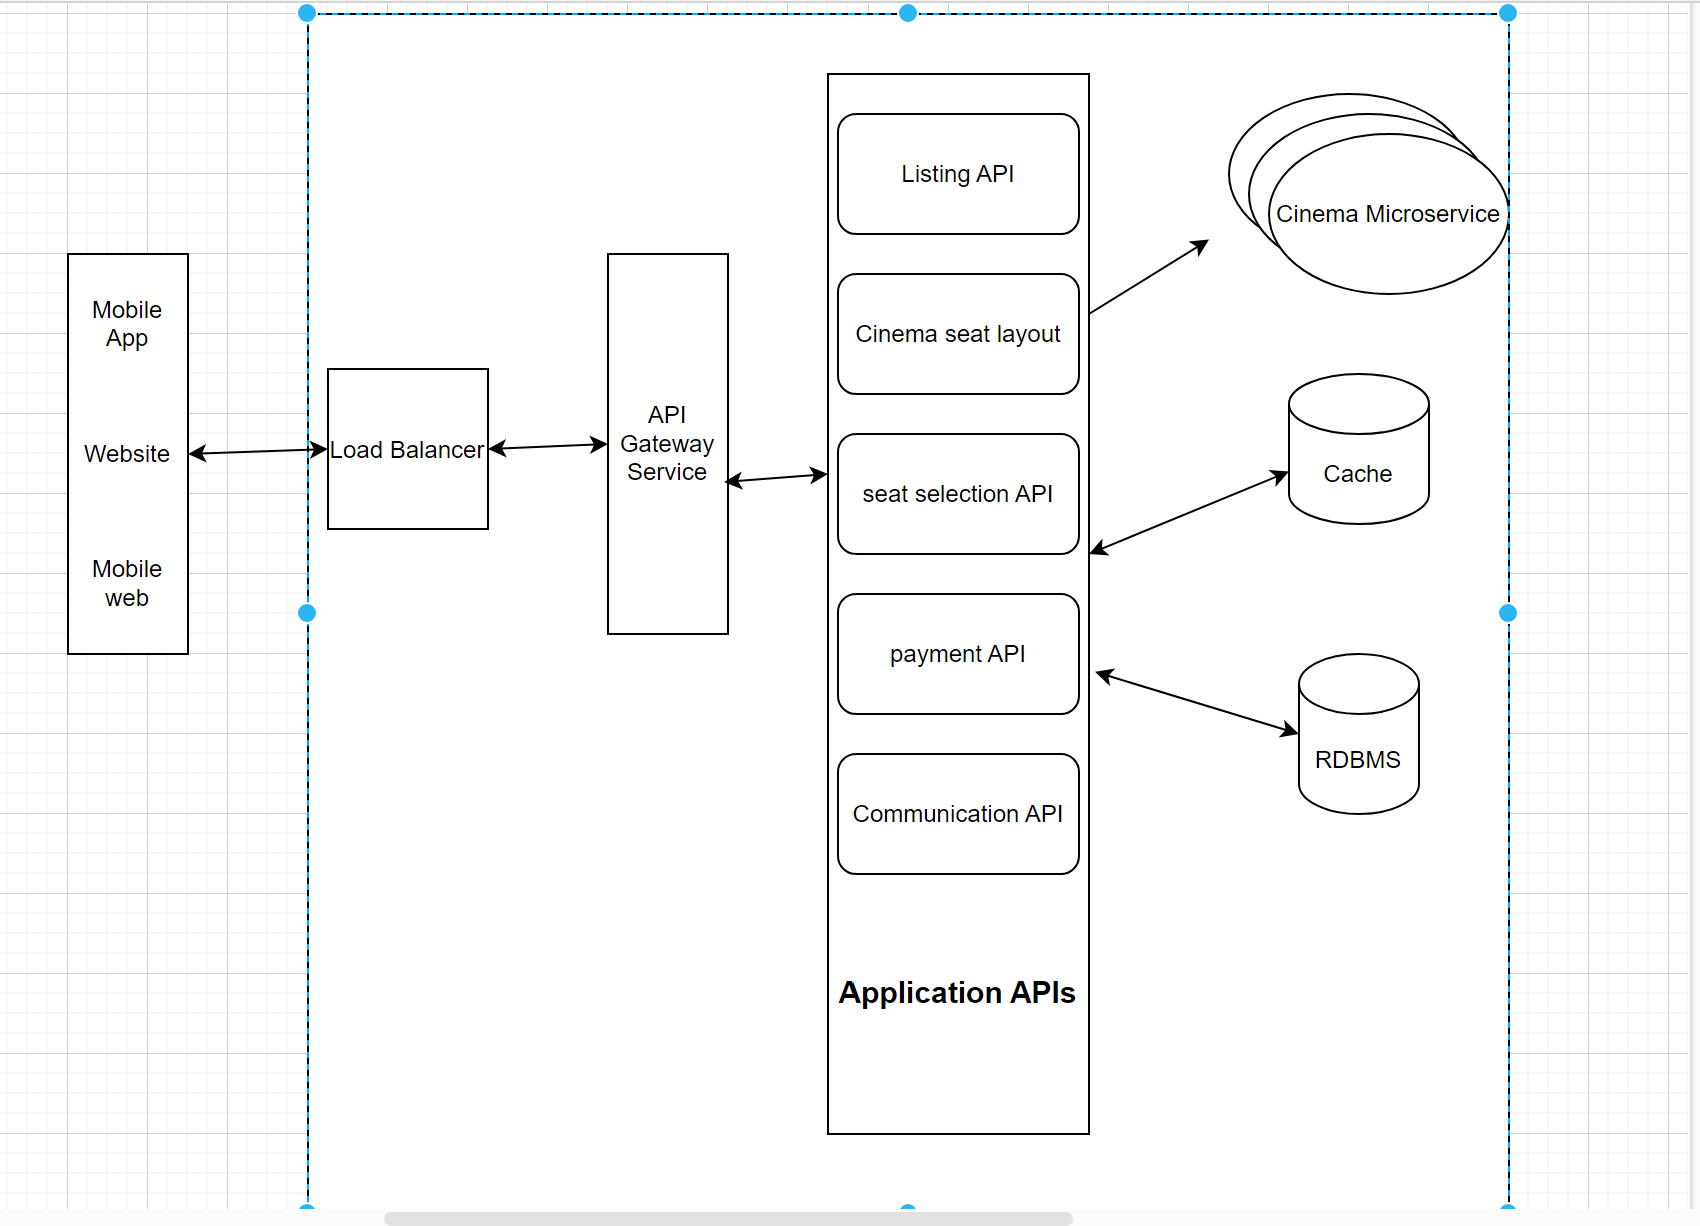 Mobile
App
Website
Mobile
web
Load Balancer
API
Gateway
Service
Listing API
Cinema seat layout
seat selection API
payment API
Communication API
Application APIs
Cinema Microservice
Cache
RDBMS